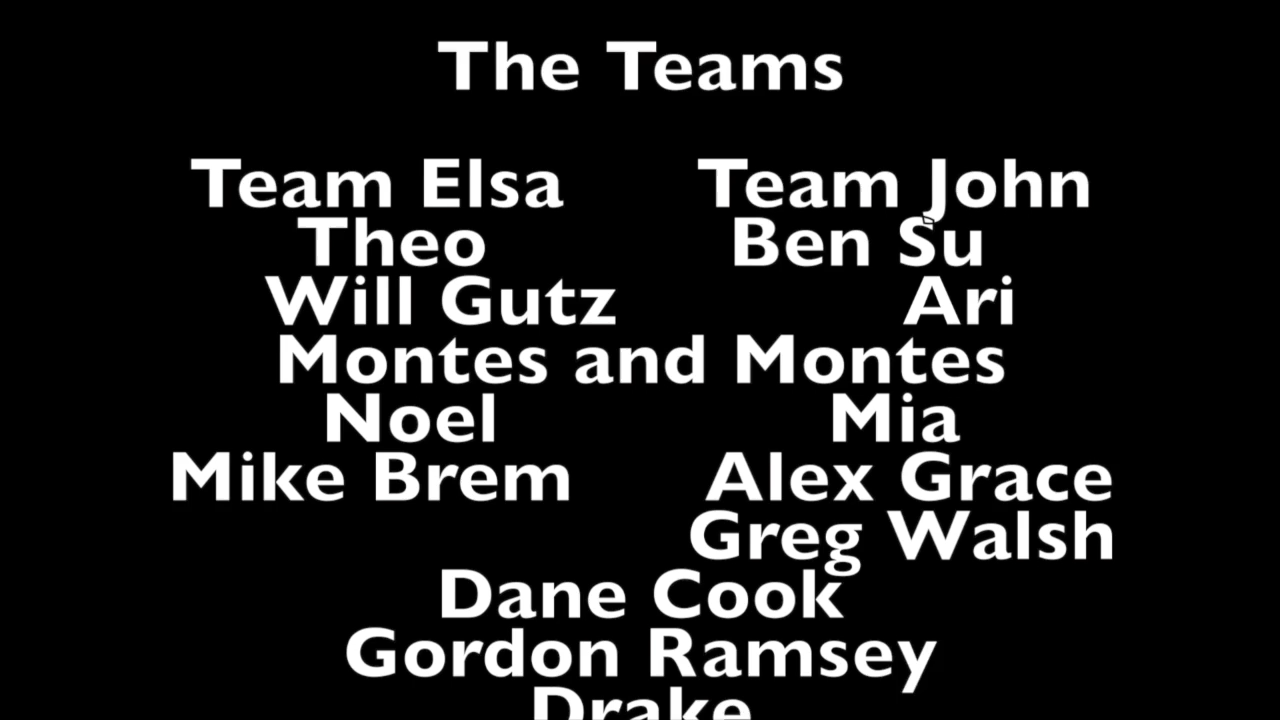 The Teams
Team Elsa Team John
Theo Ben Su
Will Gutz Ari
Montes and Montes
Noel Mia
Mike Brem Alex Grace
Greg Walsh
Dane Cook
Gordon Ramsey
Drake